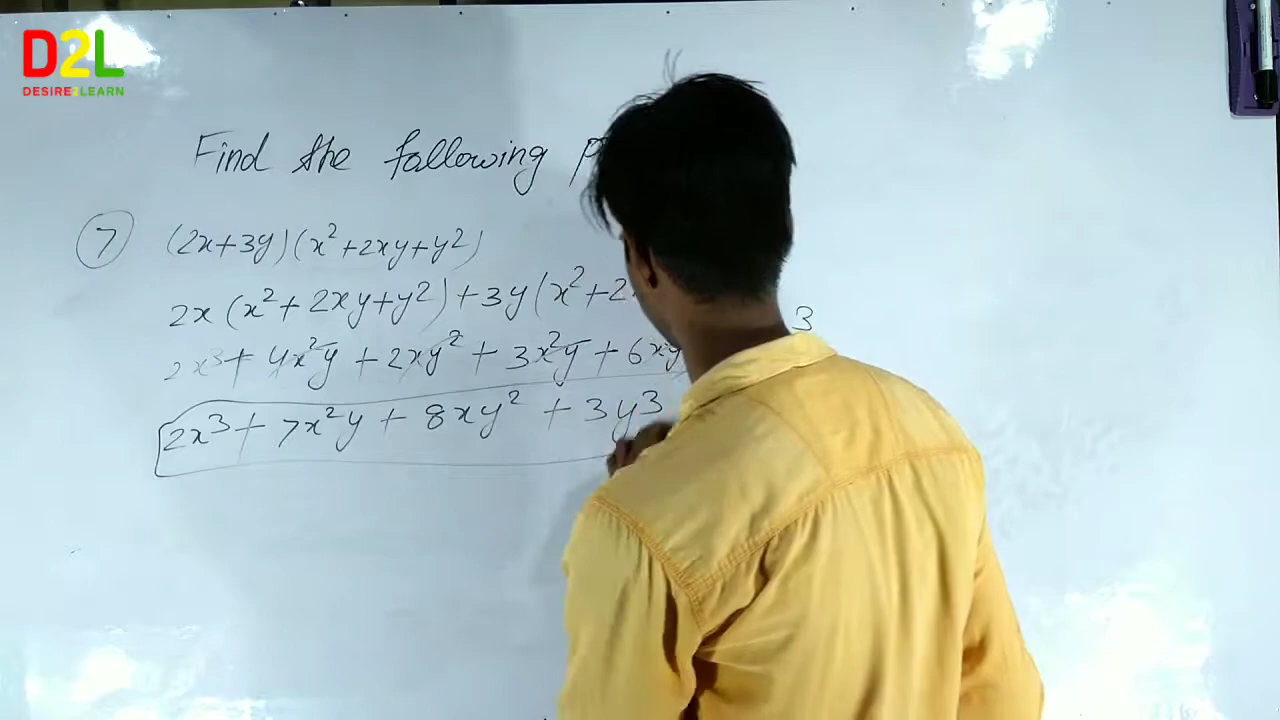 D2L
DESIRE2LEARN
Find the following
7 (2x+3y)(x²+2xy+y²)
2x(x²+2xy+y²)+3y(x²+2
2x³+4x²y+2xy²+3x²y+6xy 3
2x³+7x²y+8xy²+3y³